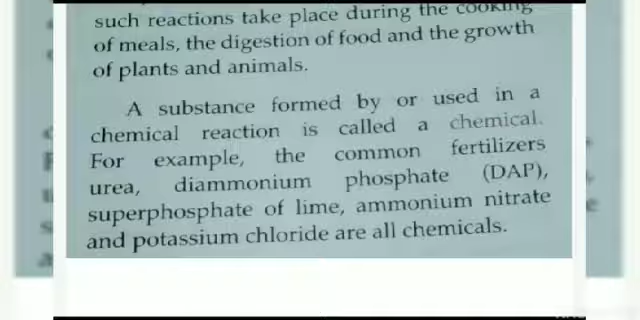 such reactions take place during the cooking
of meals, the digestion of food and the growth
of plants and animals.
A substance formed by or used in a
chemical reaction is called a chemical.
For example, the common fertilizers
urea, diammonium phosphate (DAP),
superphosphate of lime, ammonium nitrate
and potassium chloride are all chemicals.